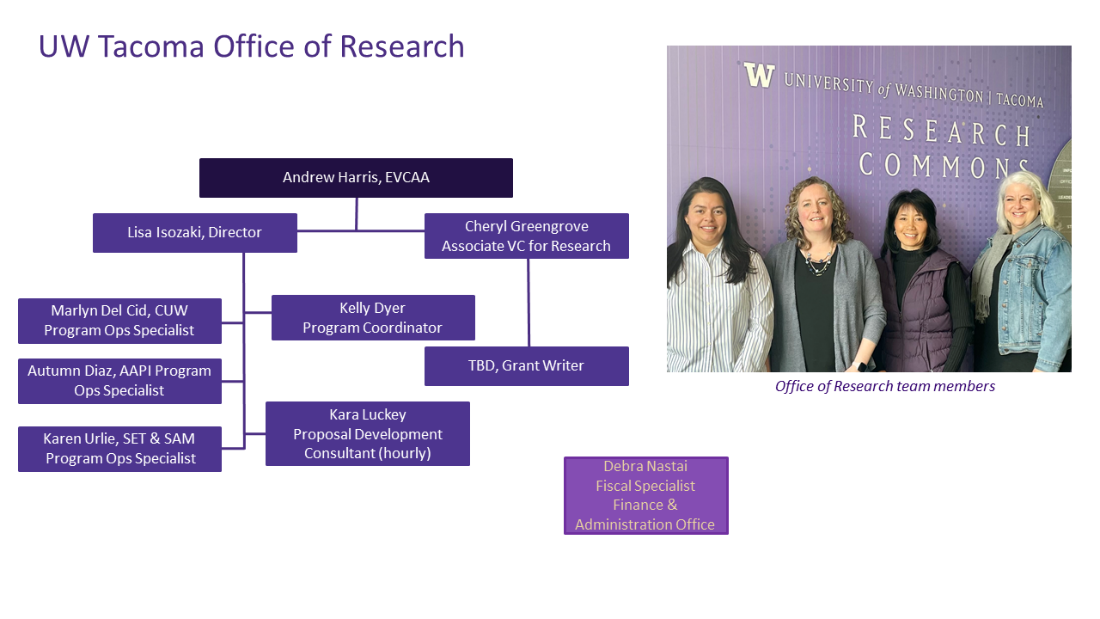 UW Tacoma Office of Research
W UNIVERSITY of WASHINGTON | TACOMA
RESEARCH
COMMONS
Andrew Harris, EVCAA
Lisa Isozaki, Director
Cheryl Greengrove
Associate VC for Research
Marlyn Del Cid, CUW
Program Ops Specialist
Kelly Dyer
Program Coordinator
Autumn Diaz, AAPI Program
Ops Specialist
TBD, Grant Writer
Office of Research team members
Kara Luckey
Proposal Development
Consultant (hourly)
Karen Urlie, SET & SAM
Program Ops Specialist
Debra Nastai
Fiscal Specialist
Finance &
Administration Office